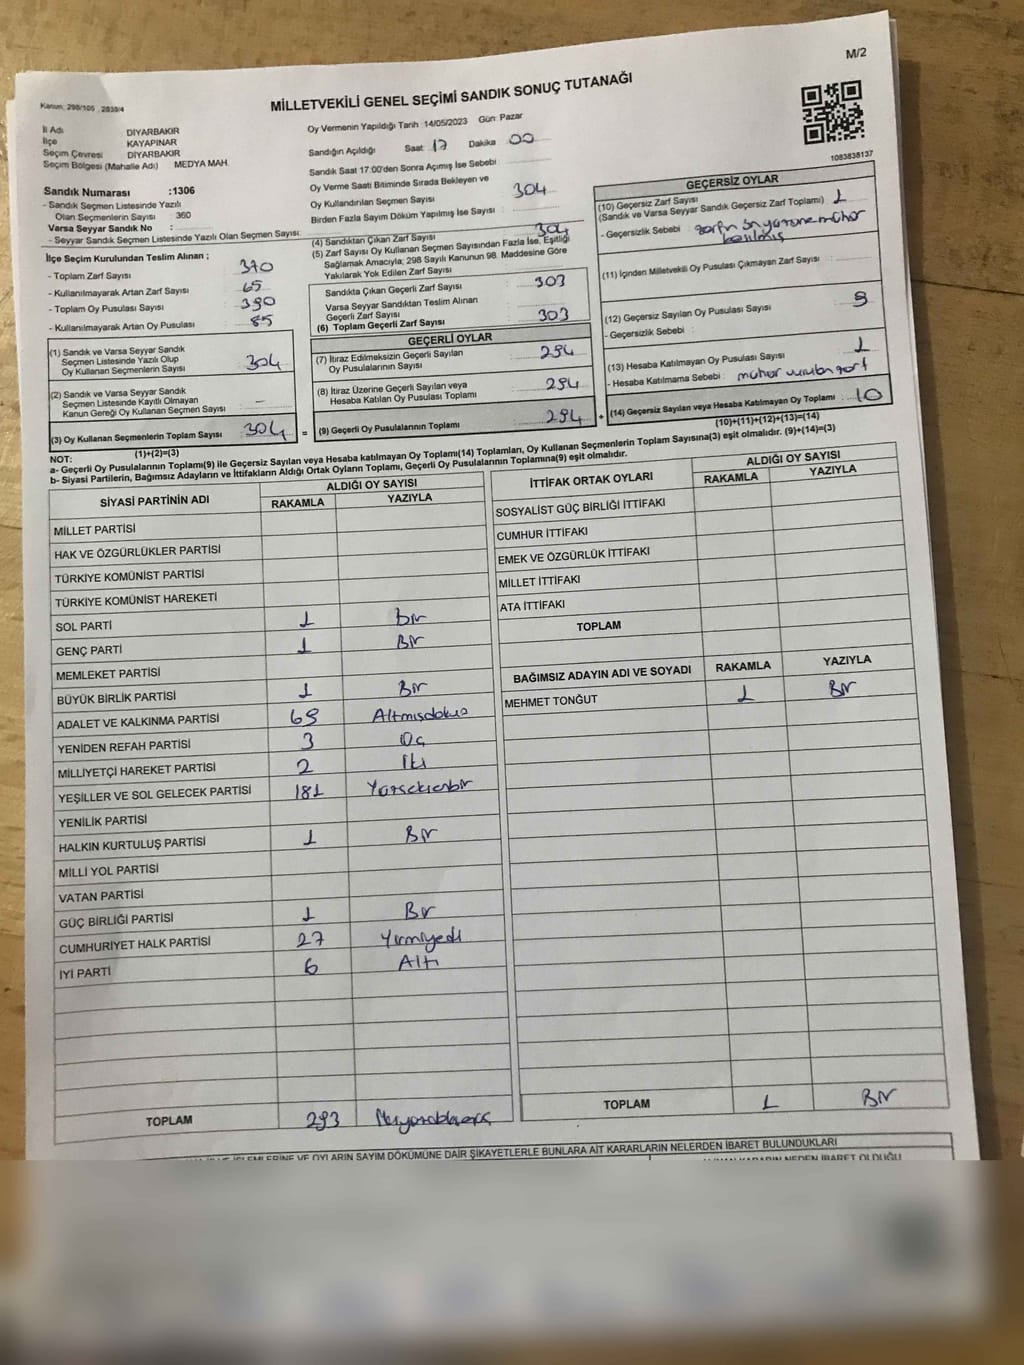 M/2
Kanun: 298/105 , 2839/4
MİLLETVEKİLİ GENEL SEÇİMİ SANDIK SONUÇ TUTANAĞI
İl Adı DİYARBAKIR
İlçe KAYAPINAR
Seçim Çevresi DİYARBAKIR
Seçim Bölgesi (Mahalle Adı) MEDYA MAH.
Sandık Numarası :1306
- Sandık Seçmen Listesinde Yazılı
Olan Seçmenlerin Sayısı : 360
Varsa Seyyar Sandık No :
- Seyyar Sandık Seçmen Listesinde Yazılı Olan Seçmen Sayısı:
Oy Vermenin Yapıldığı Tarih 14/05/2023 Gün: Pazar
Sandığın Açıldığı Saat 17 Dakika 00
Sandık Saat 17:00'den Sonra Açımış İse Sebebi :
Oy Verme Saati Bitiminde Sırada Bekleyen ve
Oy Kullandırılan Seçmen Sayısı : 304
Birden Fazla Sayım Döküm Yapılmış İse Sayısı :
1083838137
İlçe Seçim Kurulundan Teslim Alınan ;
- Toplam Zarf Sayısı : 370
- Kullanılmayarak Artan Zarf Sayısı : 65
- Toplam Oy Pusulası Sayısı : 390
- Kullanılmayarak Artan Oy Pusulası : 85
(1) Sandık ve Varsa Seyyar Sandık
Seçmen Listesinde Yazılı Olup
Oy Kullanan Seçmenlerin Sayısı : 304
(2) Sandık ve Varsa Seyyar Sandık
Seçmen Listesinde Kayıtlı Olmayan
Kanun Gereği Oy Kullanan Seçmen Sayısı : -
(3) Oy Kullanan Seçmenlerin Toplam Sayısı : 304 =
(1)+(2)=(3)
(4) Sandıktan Çıkan Zarf Sayısı : 304
(5) Zarf Sayısı Oy Kullanan Seçmen Sayısından Fazla İse, Eşitliği
Sağlamak Amacıyla; 298 Sayılı Kanunun 98. Maddesine Göre
Yakılarak Yok Edilen Zarf Sayısı :
Sandıkta Çıkan Geçerli Zarf Sayısı : 303
Varsa Seyyar Sandıktan Teslim Alınan
Geçerli Zarf Sayısı :
(6) Toplam Geçerli Zarf Sayısı : 303
GEÇERLİ OYLAR
(7) İtiraz Edilmeksizin Geçerli Sayılan
Oy Pusulalarının Sayısı : 294
(8) İtiraz Üzerine Geçerli Sayılan veya
Hesaba Katılan Oy Pusulası Toplamı : 294
(9) Geçerli Oy Pusulalarının Toplamı : 294 +
GEÇERSİZ OYLAR
(10) Geçersiz Zarf Sayısı
(Sandık ve Varsa Seyyar Sandık Geçersiz Zarf Toplamı) : 1
- Geçersizlik Sebebi : zarfın ön yüzüne mühür
basılmış
(11) İçinden Milletvekili Oy Pusulası Çıkmayan Zarf Sayısı :
(12) Geçersiz Sayılan Oy Pusulası Sayısı : 9
- Geçersizlik Sebebi :
(13) Hesaba Katılmayan Oy Pusulası Sayısı : 1
- Hesaba Katılmama Sebebi : mühür vurulan zarf
(14) Geçersiz Sayılan veya Hesaba Katılmayan Oy Toplamı : 10
(10)+(11)+(12)+(13)=(14)
NOT:
a- Geçerli Oy Pusulalarının Toplamı(9) ile Geçersiz Sayılan veya Hesaba katılmayan Oy Toplamı(14) Toplamları, Oy Kullanan Seçmenlerin Toplam Sayısına(3) eşit olmalıdır. (9)+(14)=(3)
b- Siyasi Partilerin, Bağımsız Adayların ve İttifakların Aldığı Ortak Oyların Toplamı, Geçerli Oy Pusulalarının Toplamına(9) eşit olmalıdır.
SİYASİ PARTİNİN ADI ALDIĞI OY SAYISI
RAKAMLA YAZIYLA
MİLLET PARTİSİ
HAK VE ÖZGÜRLÜKLER PARTİSİ
TÜRKİYE KOMÜNİST PARTİSİ
TÜRKİYE KOMÜNİST HAREKETİ
SOL PARTİ 1 bir
GENÇ PARTİ 1 Bir
MEMLEKET PARTİSİ
BÜYÜK BİRLİK PARTİSİ 1 Bir
ADALET VE KALKINMA PARTİSİ 69 Altmışdokuz
YENİDEN REFAH PARTİSİ 3 Üç
MİLLİYETÇİ HAREKET PARTİSİ 2 İki
YEŞİLLER VE SOL GELECEK PARTİSİ 181 Yüzseksenbir
YENİLİK PARTİSİ
HALKIN KURTULUŞ PARTİSİ 1 Bir
MİLLİ YOL PARTİSİ
VATAN PARTİSİ
GÜÇ BİRLİĞİ PARTİSİ 1 Bir
CUMHURİYET HALK PARTİSİ 27 Yirmiyedi
İYİ PARTİ 6 Altı
TOPLAM 293
İTTİFAK ORTAK OYLARI ALDIĞI OY SAYISI
RAKAMLA YAZIYLA
SOSYALİST GÜÇ BİRLİĞİ İTTİFAKI
CUMHUR İTTİFAKI
EMEK VE ÖZGÜRLÜK İTTİFAKI
MİLLET İTTİFAKI
ATA İTTİFAKI
TOPLAM
BAĞIMSIZ ADAYIN ADI VE SOYADI RAKAMLA YAZIYLA
MEHMET TONĞUT 1 Bir
TOPLAM 1 Bir
OYLARIN SAYIM DÖKÜMÜNE DAİR ŞİKAYETLERLE BUNLARA AİT KARARLARIN NELERDEN İBARET BULUNDUKLARI
KARARIN NEDEN İBARET OLDUĞU